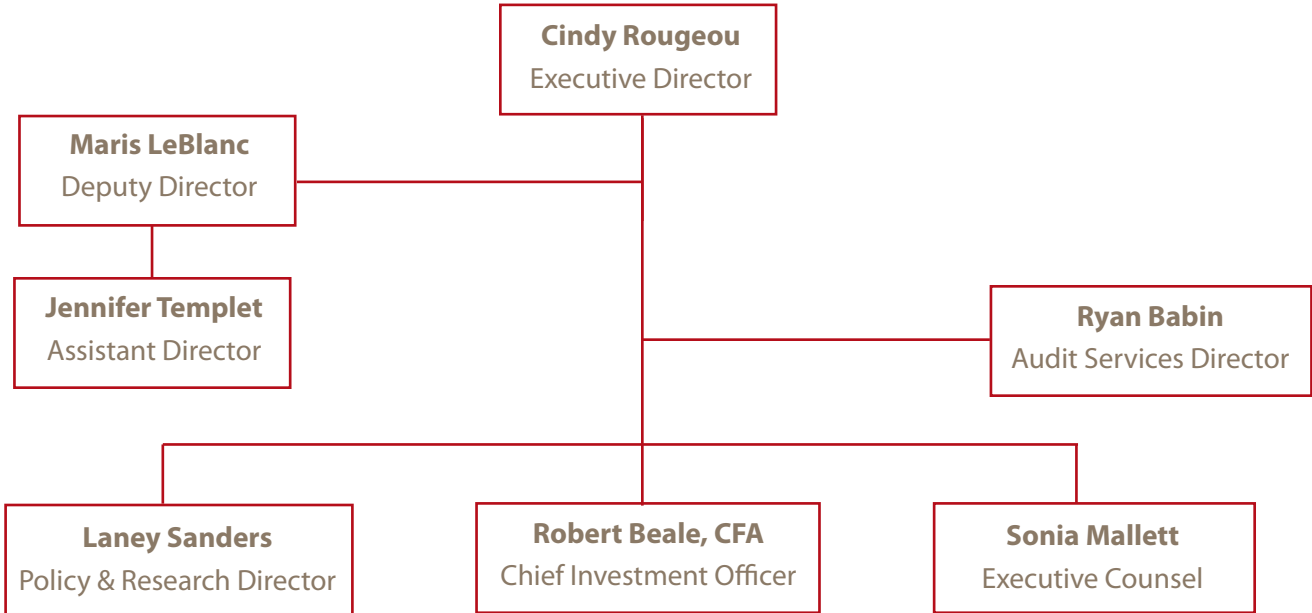 Cindy Rougeou
Executive Director
Maris LeBlanc
Deputy Director
Jennifer Templet
Assistant Director
Ryan Babin
Audit Services Director
Laney Sanders
Policy & Research Director
Robert Beale, CFA
Chief Investment Officer
Sonia Mallett
Executive Counsel